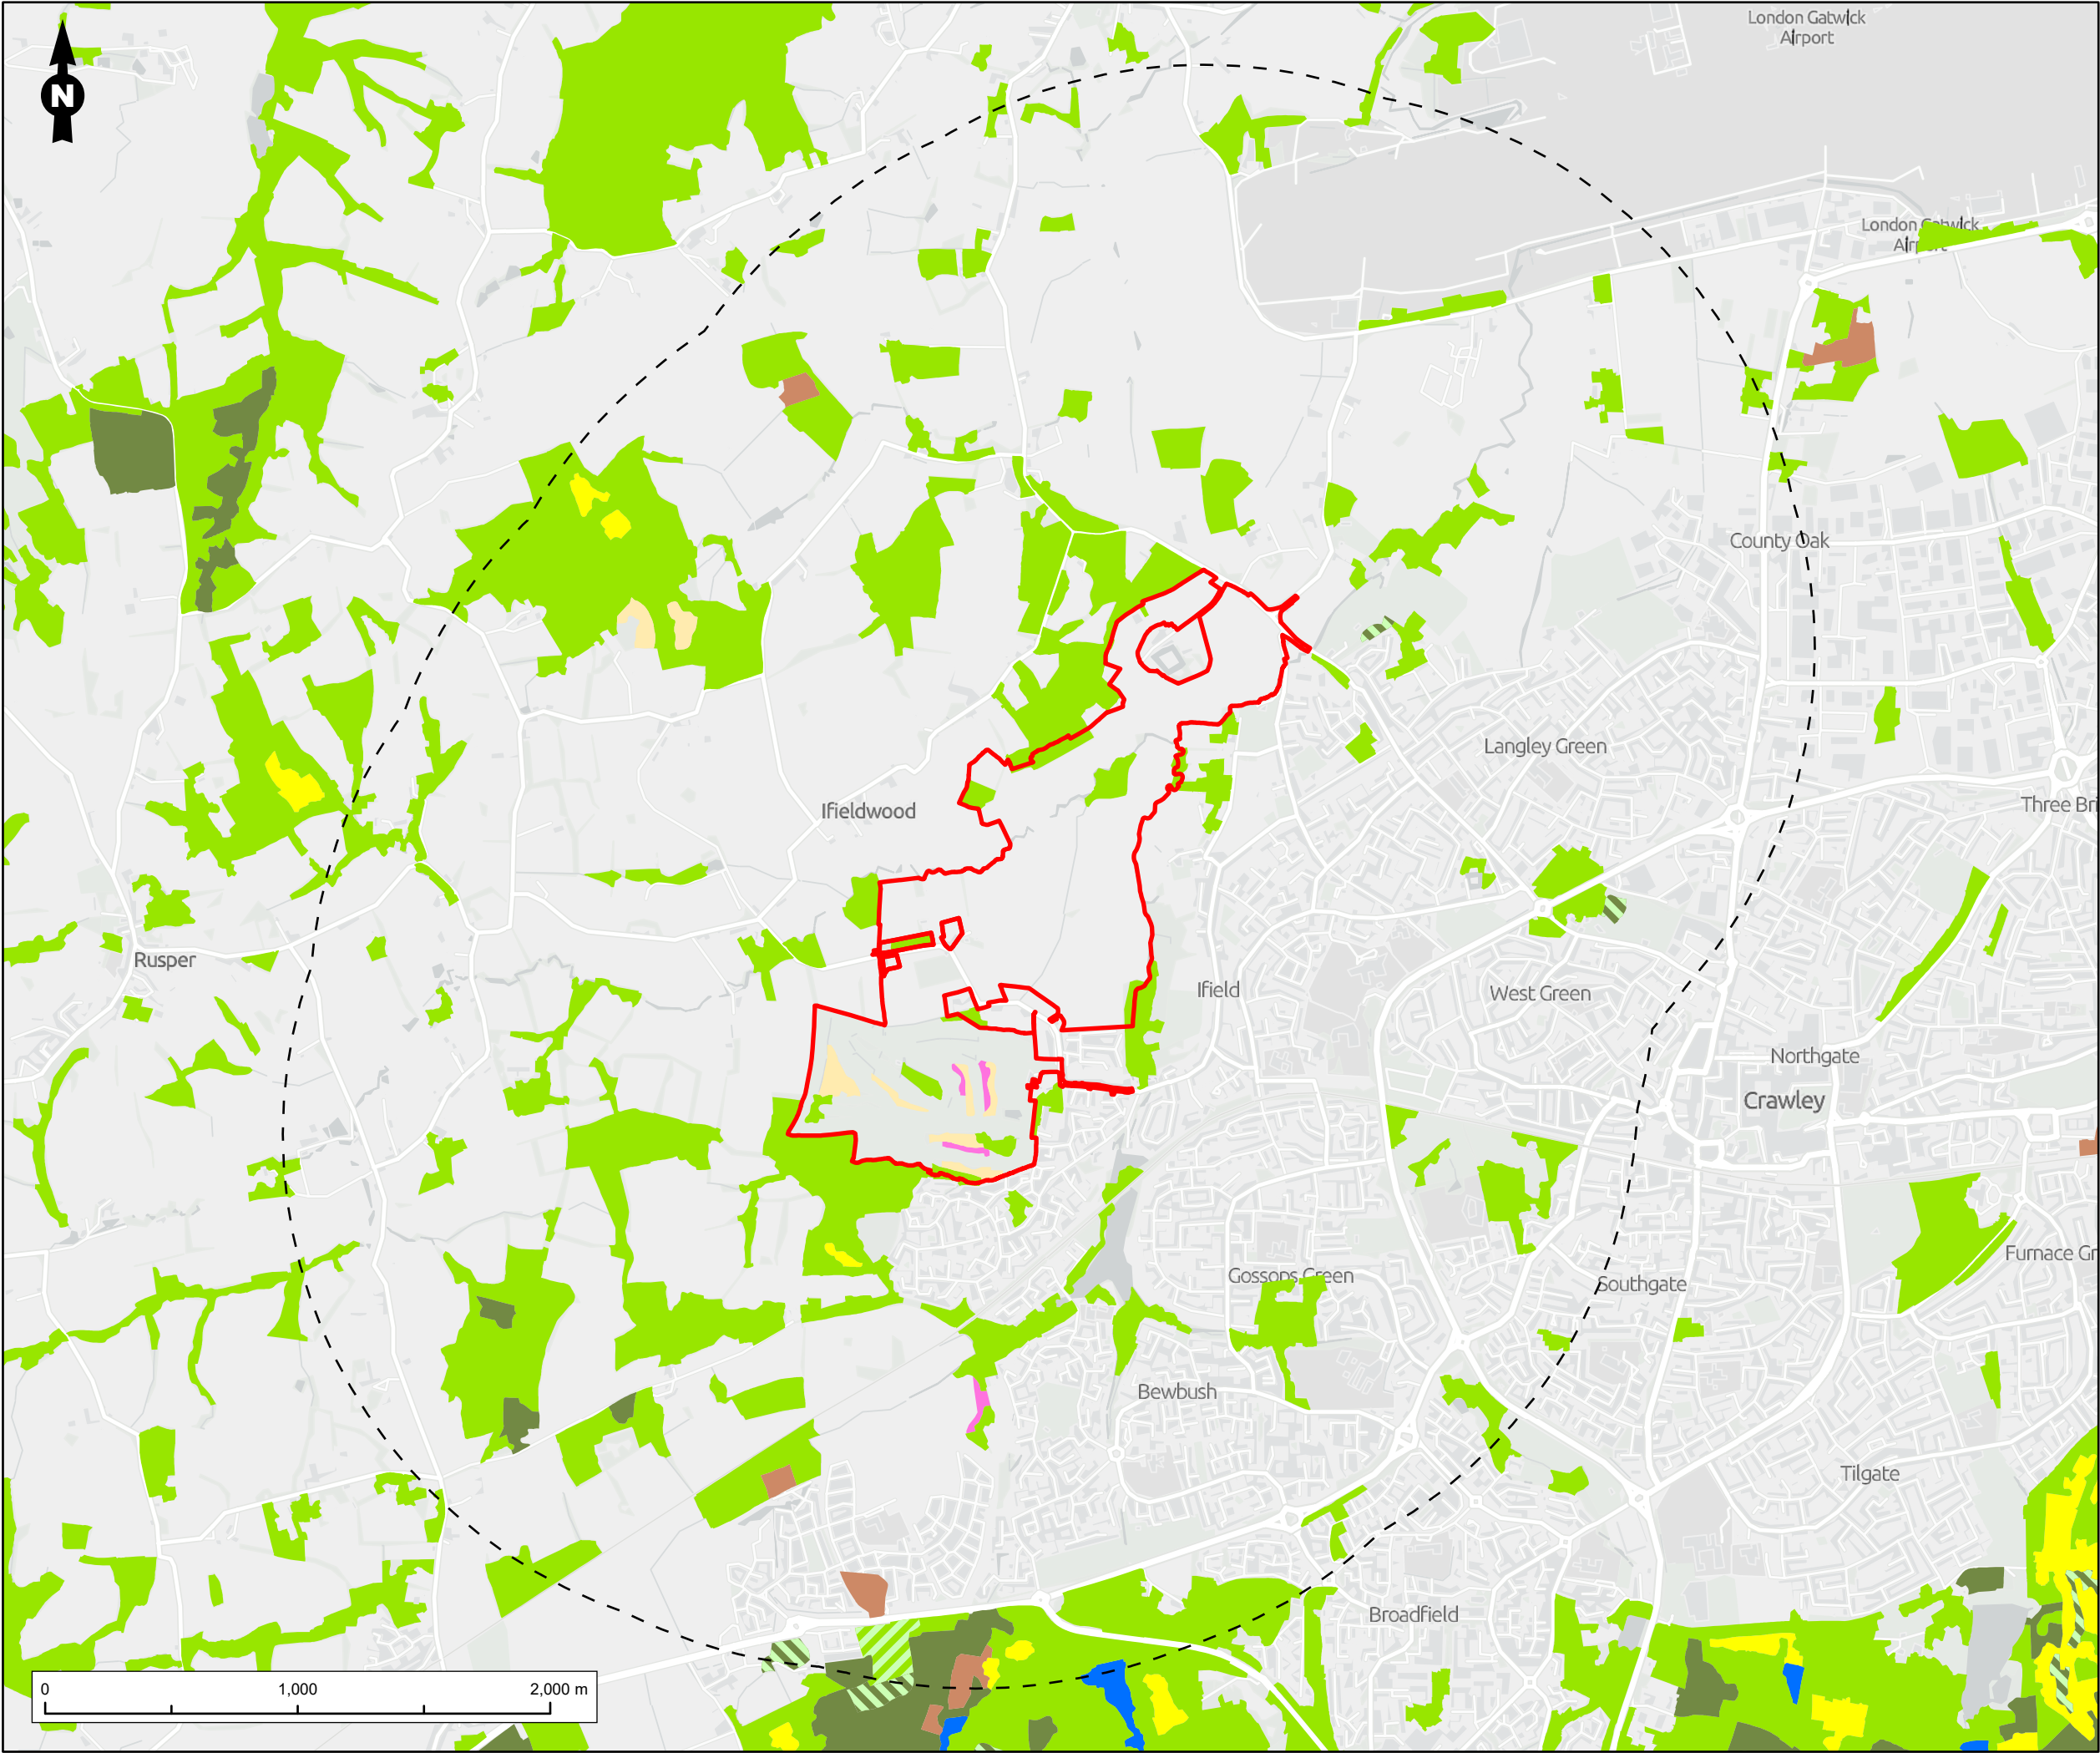 London Gatwick
Airport
N
London Gatwick
Airport
County Oak
Langley Green
Three Bri
Ifieldwood
Rusper
Ifield
West Green
Northgate
Crawley
Furnace Gr
Gossops Green
Southgate
Bewbush
Tilgate
Broadfield
0 1,000 2,000 m